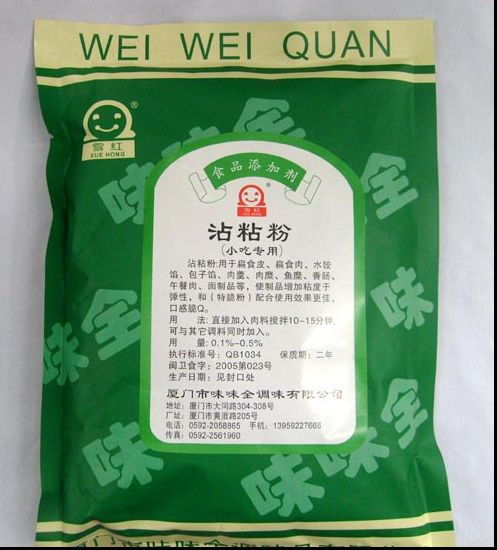 WEI WEI QUAN
®
雪红
XUE HONG
味味全
食品添加剂
雪红
沾粘粉
(小吃专用)
沾粘粉:用于扁食皮、扁食肉、水饺
馅、包子馅、肉羹、肉糜、鱼糜、香肠、
午餐肉、面制品等，使制品增加粘度于
弹性，和（特脆粉）配合使用效果更佳，
口感脆Q。
用 法: 直接加入肉料搅拌10-15分钟,
可与其它调料同时加入。
用 量: 0.1%-0.5%
执行标准号: QB1034 保质期: 二年
闽卫食字: 2005第023号
生产日期: 见封口处
厦门市味味全调味有限公司
地址: 厦门市大同路304-308号
厂址: 厦门市黄厝路205号
电话: 0592-2058865 手机: 13959227668
传真: 0592-2561960
味全
味
味
全
味